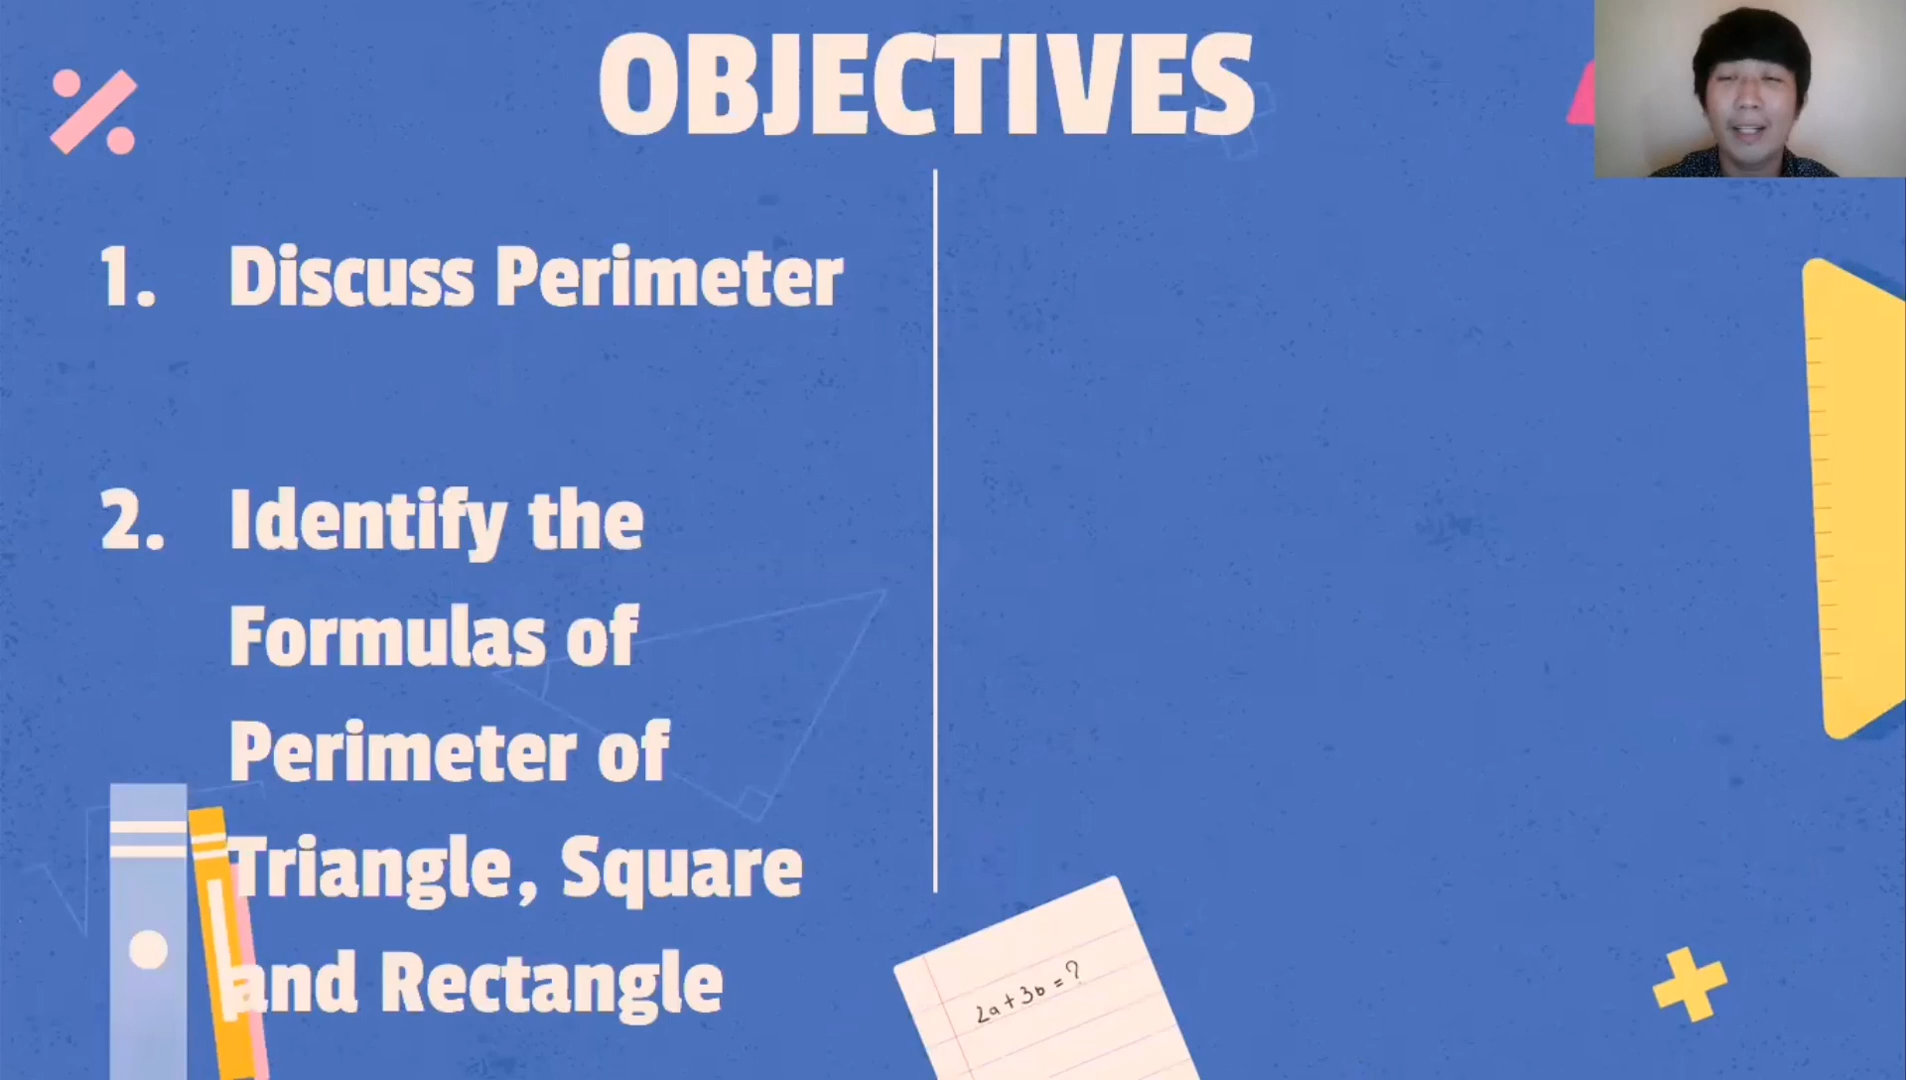 OBJECTIVES
1. Discuss Perimeter
2. Identify the
Formulas of
Perimeter of
Triangle, Square
and Rectangle
2a+3b=?